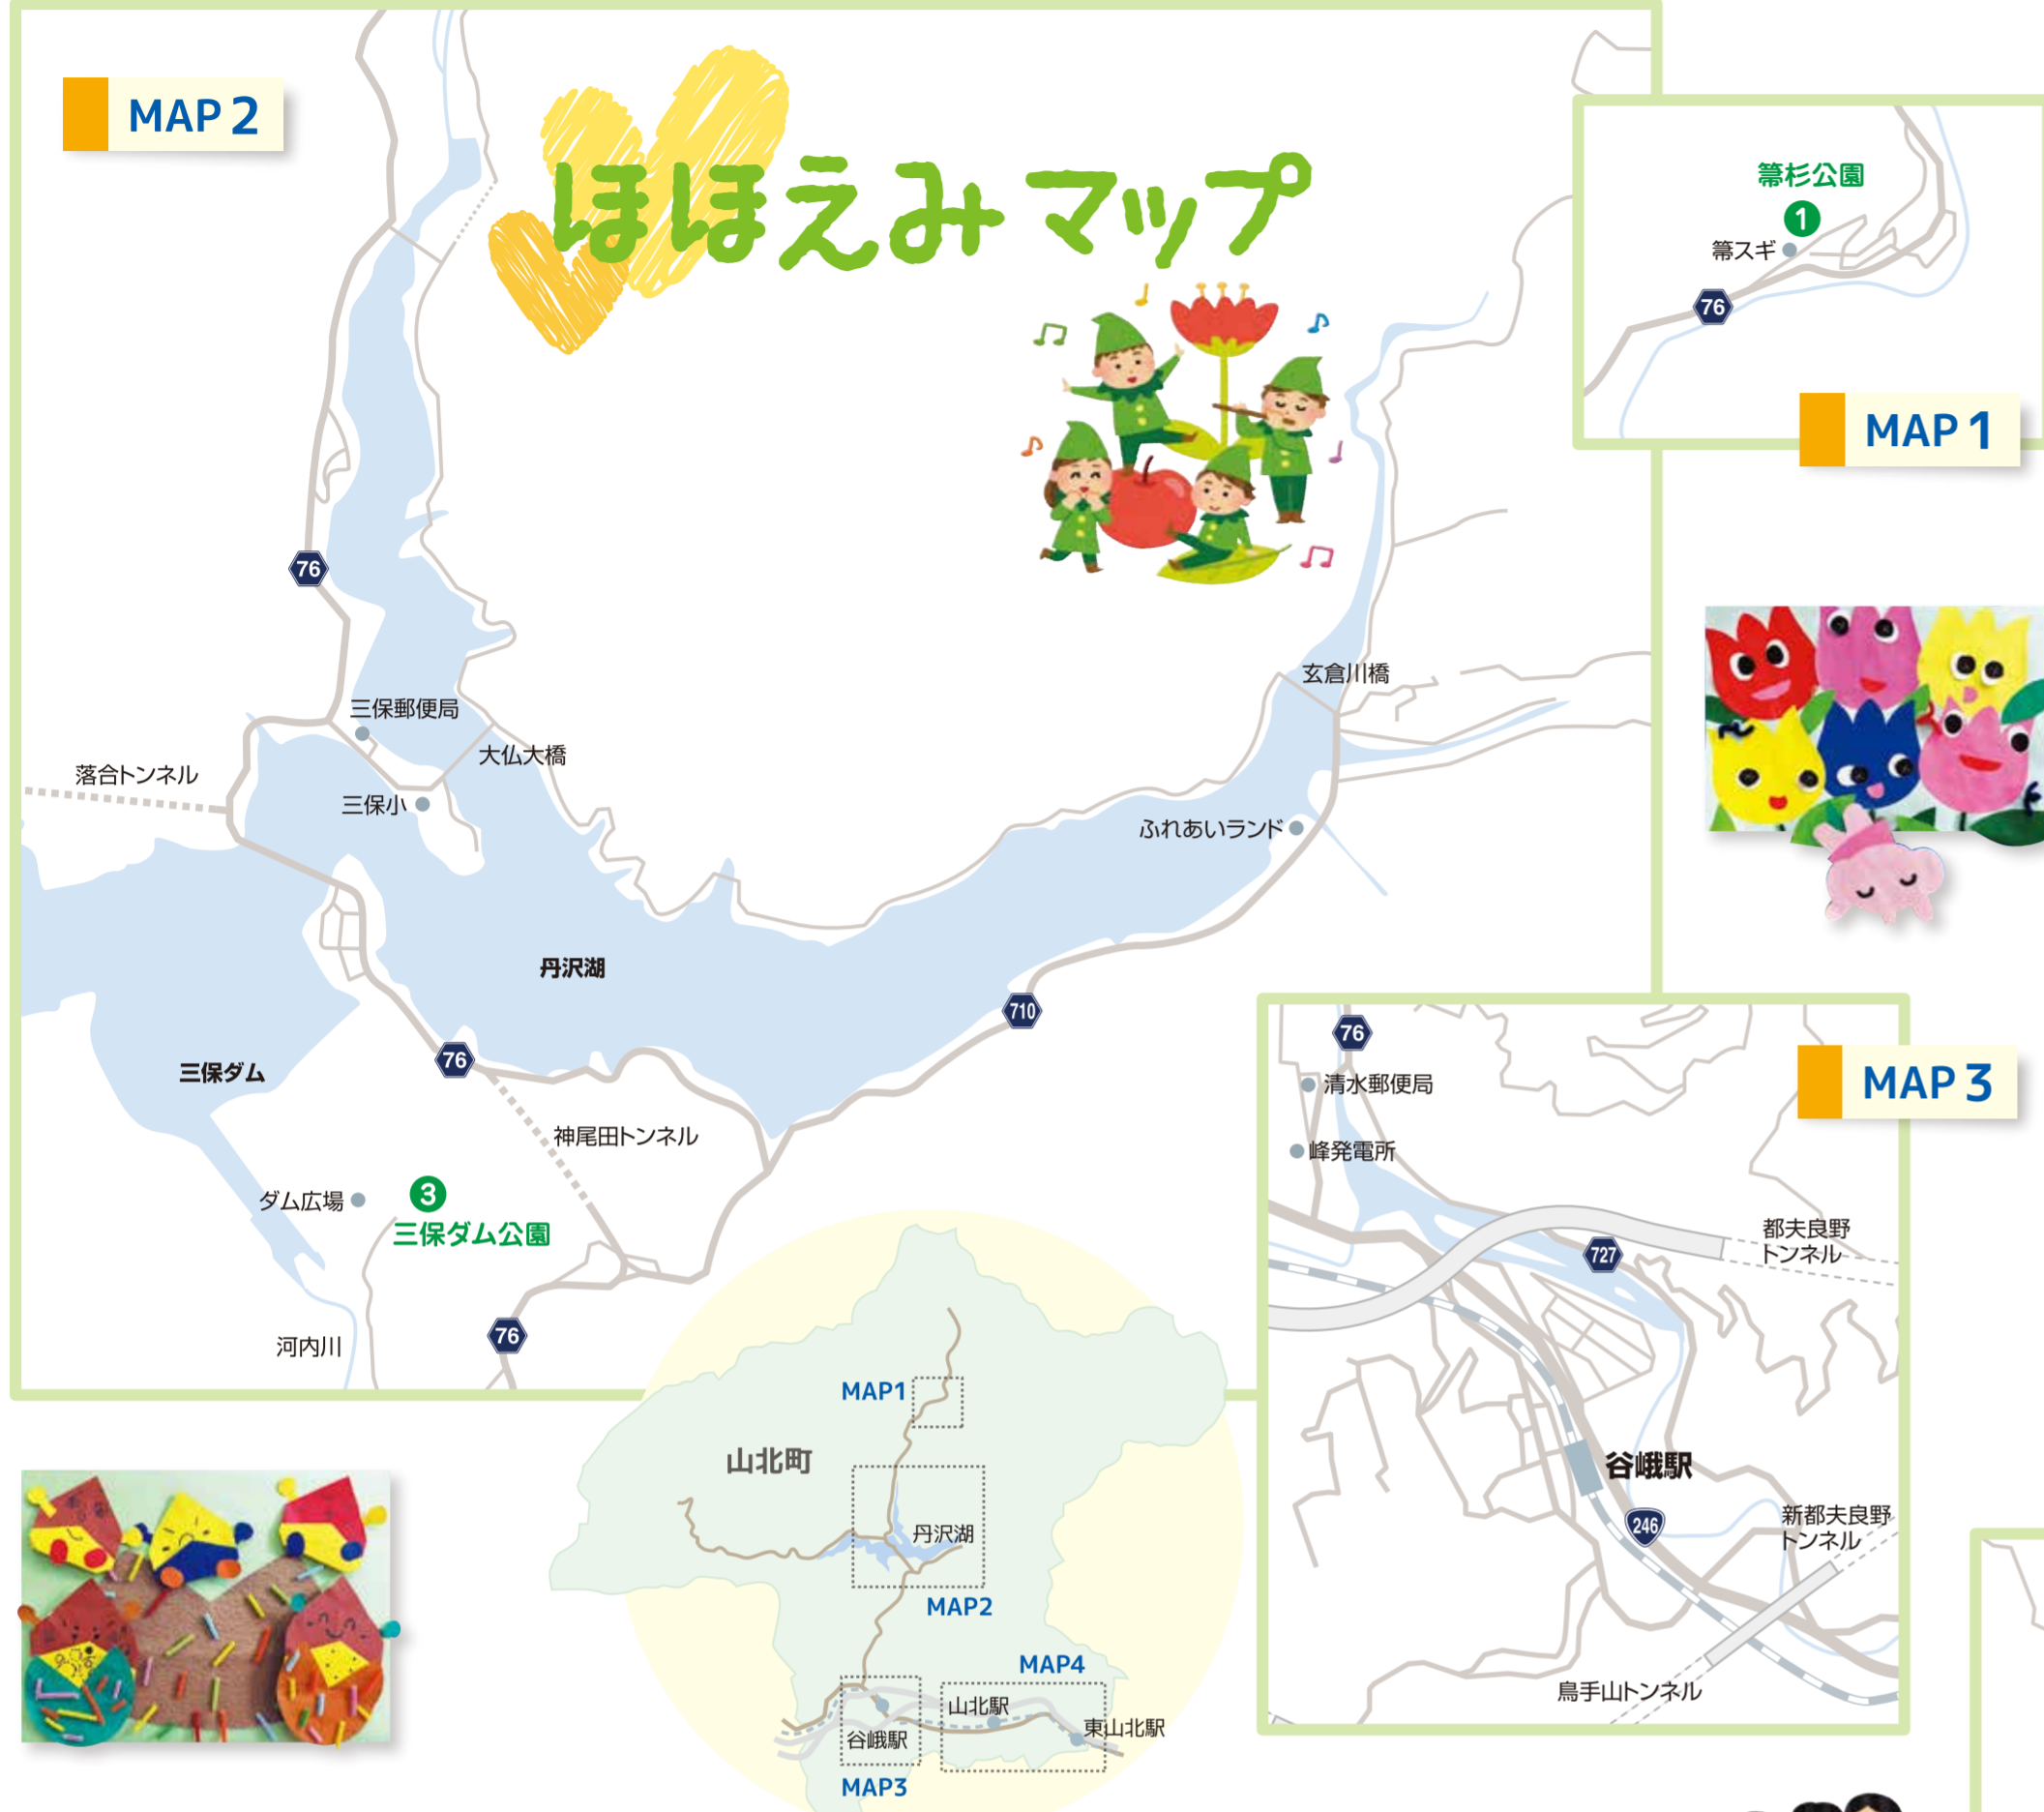 MAP 2
ほほえみマップ
76
三保郵便局
大仏大橋
落合トンネル
三保小
玄倉川橋
ふれあいランド
丹沢湖
710
76
三保ダム
神尾田トンネル
ダム広場
3
三保ダム公園
河内川
76
箒杉公園
1
箒スギ
76
MAP 1
76
MAP 3
清水郵便局
峰発電所
都夫良野
トンネル
727
谷峨駅
246
新都夫良野
トンネル
鳥手山トンネル
MAP1
山北町
丹沢湖
MAP2
MAP4
山北駅
東山北駅
谷峨駅
MAP3